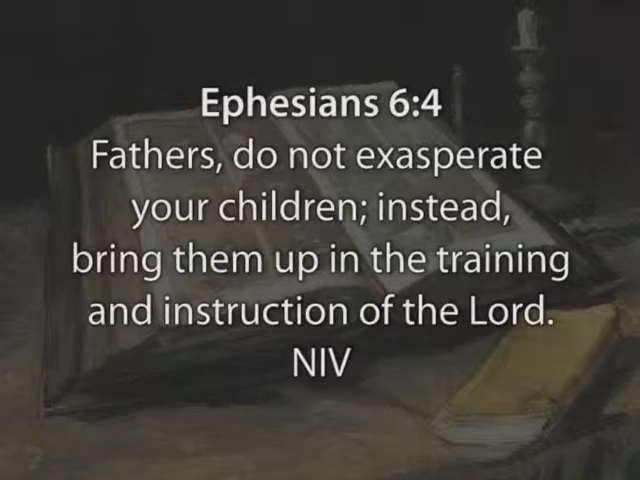 Ephesians 6:4
Fathers, do not exasperate
your children; instead,
bring them up in the training
and instruction of the Lord.
NIV